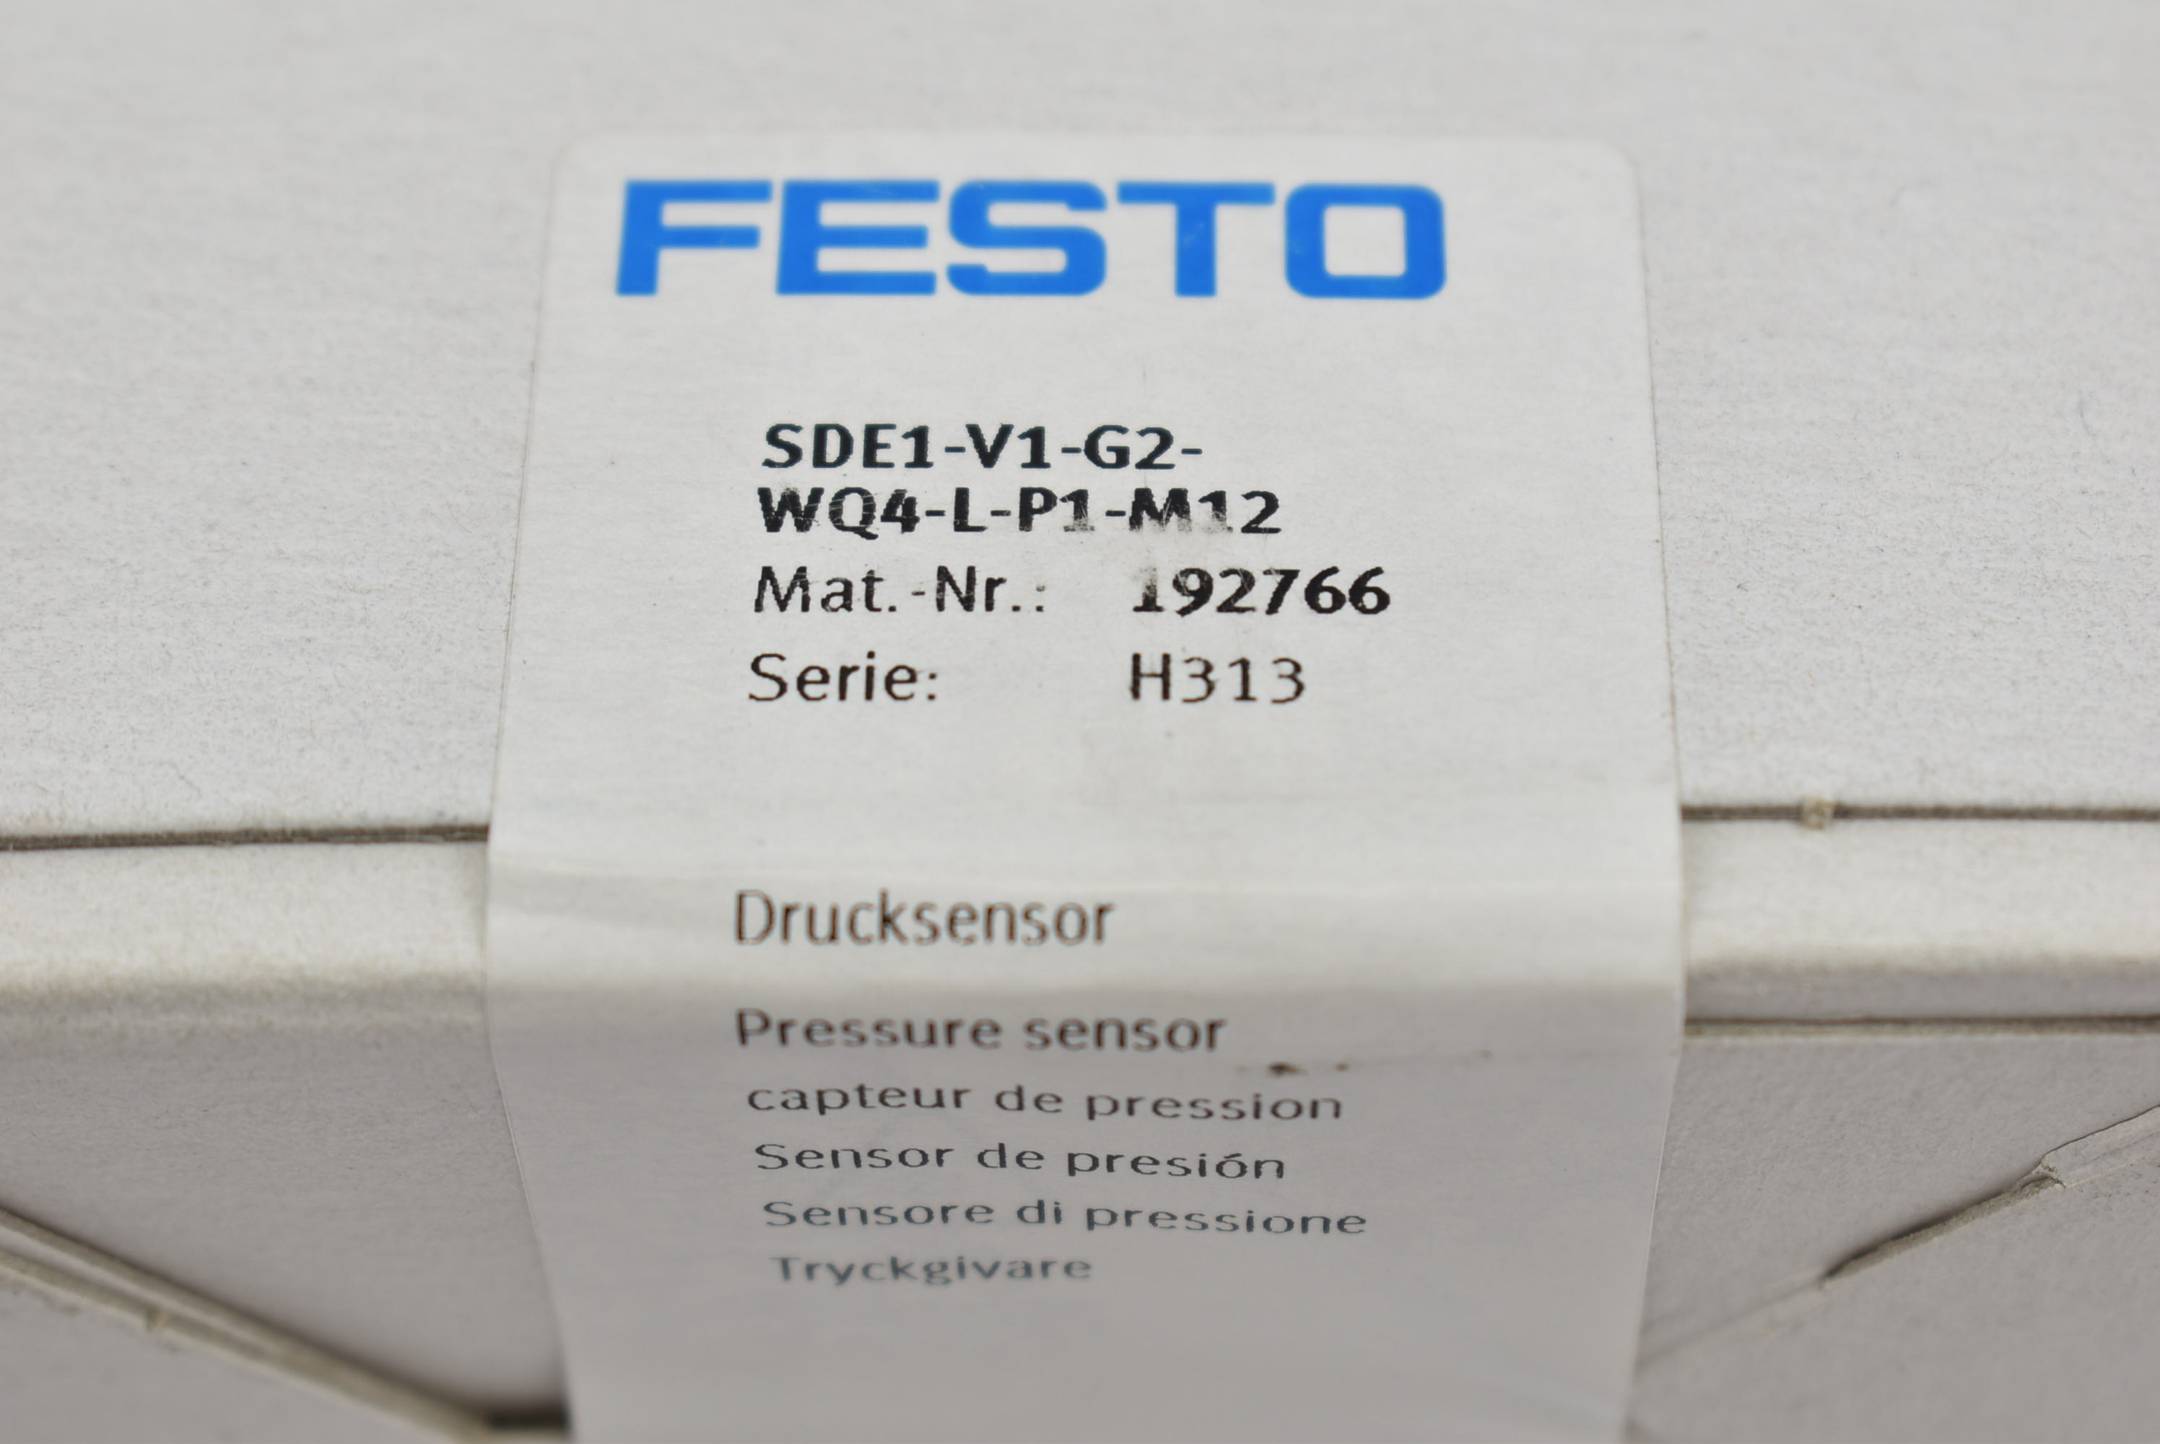 FESTO
SDE1-V1-G2-
WQ4-L-P1-M12
Mat.-Nr.: 192766
Serie: H313
Drucksensor
Pressure sensor
capteur de pression
Sensor de presión
Sensore di pressione
Tryckgivare